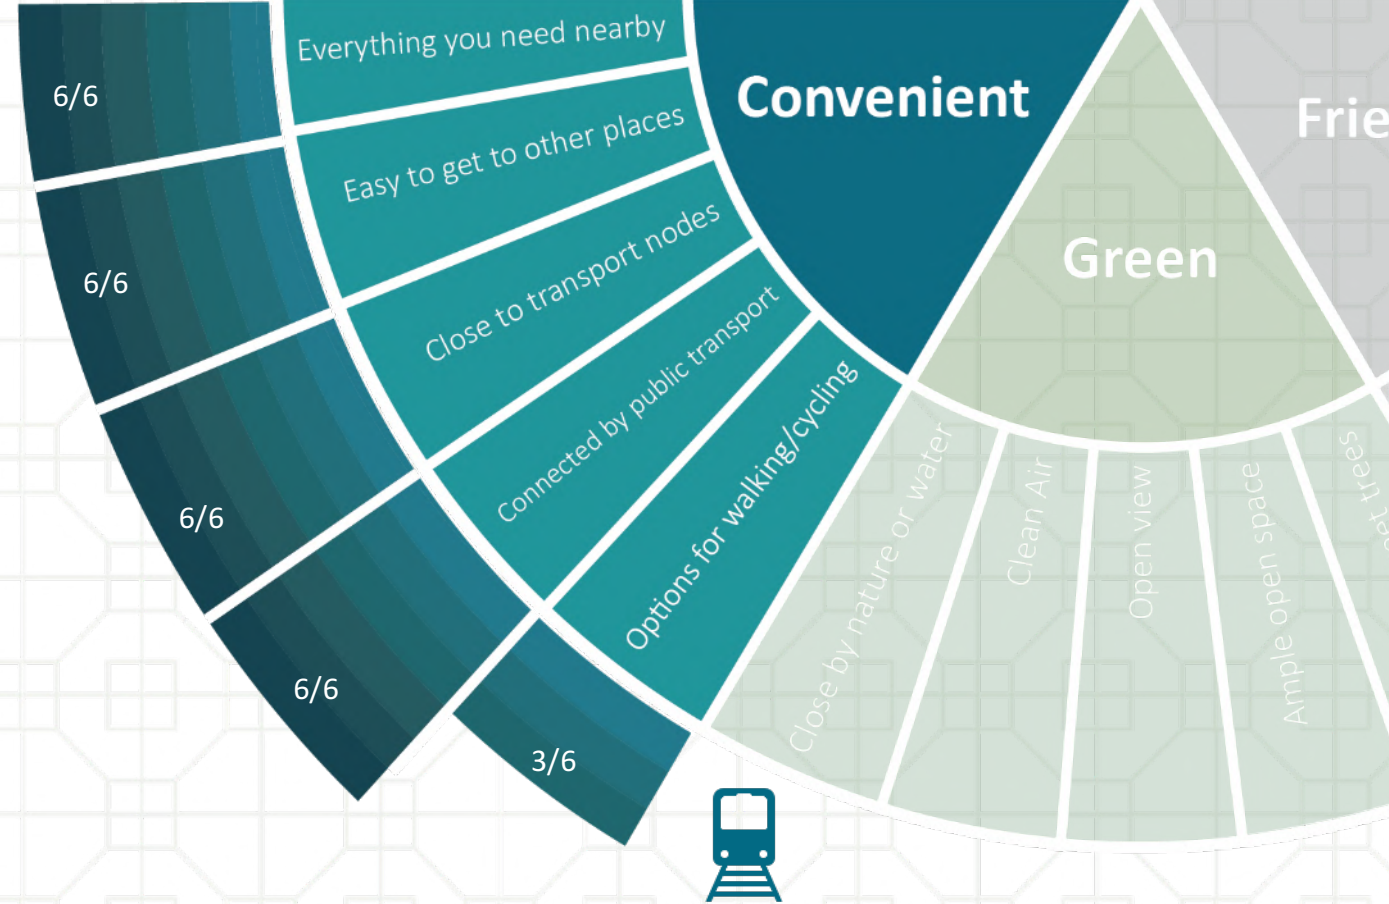 Everything you need nearby
6/6
Easy to get to other places
6/6
Close to transport nodes
6/6
Connected by public transport
6/6
Options for walking/cycling
3/6
Convenient
Green
Close by nature or water
Clean Air
Open view
Ample open space
trees